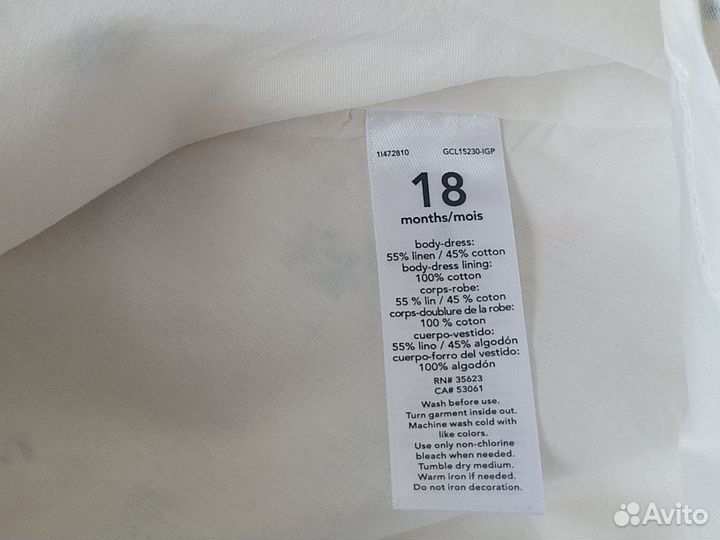 1I472810 GCL15230-IGP
18
months/mois
body-dress:
55% linen / 45% cotton
body-dress lining:
100% cotton
corps-robe:
55 % lin / 45 % coton
corps-doublure de la robe:
100 % coton
cuerpo-vestido:
55% lino / 45% algodón
cuerpo-forro del vestido:
100% algodón
RN# 35623
CA# 53061
Wash before use.
Turn garment inside out.
Machine wash cold with
like colors.
Use only non-chlorine
bleach when needed.
Tumble dry medium.
Warm iron if needed.
Do not iron decoration.
Avito